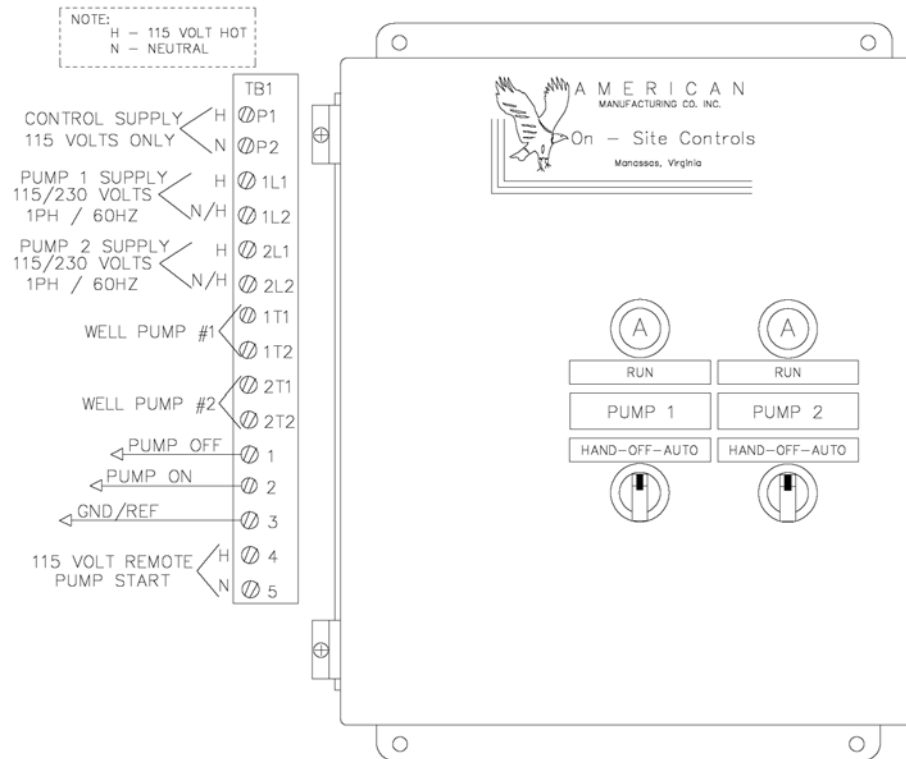 NOTE:
H – 115 VOLT HOT
N – NEUTRAL
TB1
CONTROL SUPPLY
115 VOLTS ONLY
H P1
N P2
PUMP 1 SUPPLY
115/230 VOLTS
1PH / 60HZ
H 1L1
N/H 1L2
PUMP 2 SUPPLY
115/230 VOLTS
1PH / 60HZ
H 2L1
N/H 2L2
WELL PUMP #1
1T1
1T2
WELL PUMP #2
2T1
2T2
PUMP OFF 1
PUMP ON 2
GND/REF 3
115 VOLT REMOTE
PUMP START
H 4
N 5
AMERICAN
MANUFACTURING CO. INC.
On – Site Controls
Manassas, Virginia
A A
RUN RUN
PUMP 1 PUMP 2
HAND-OFF-AUTO HAND-OFF-AUTO